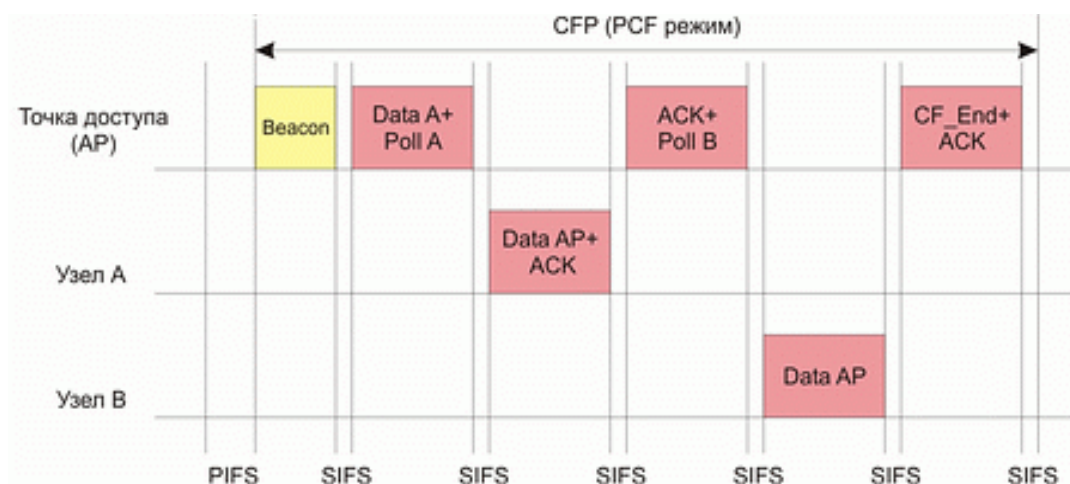 CFP (PCF режим)
Точка доступа
(AP)
Beacon
Data A+
Poll A
ACK+
Poll B
CF_End+
ACK
Узел A
Data AP+
ACK
Узел B
Data AP
PIFS SIFS SIFS SIFS SIFS SIFS SIFS